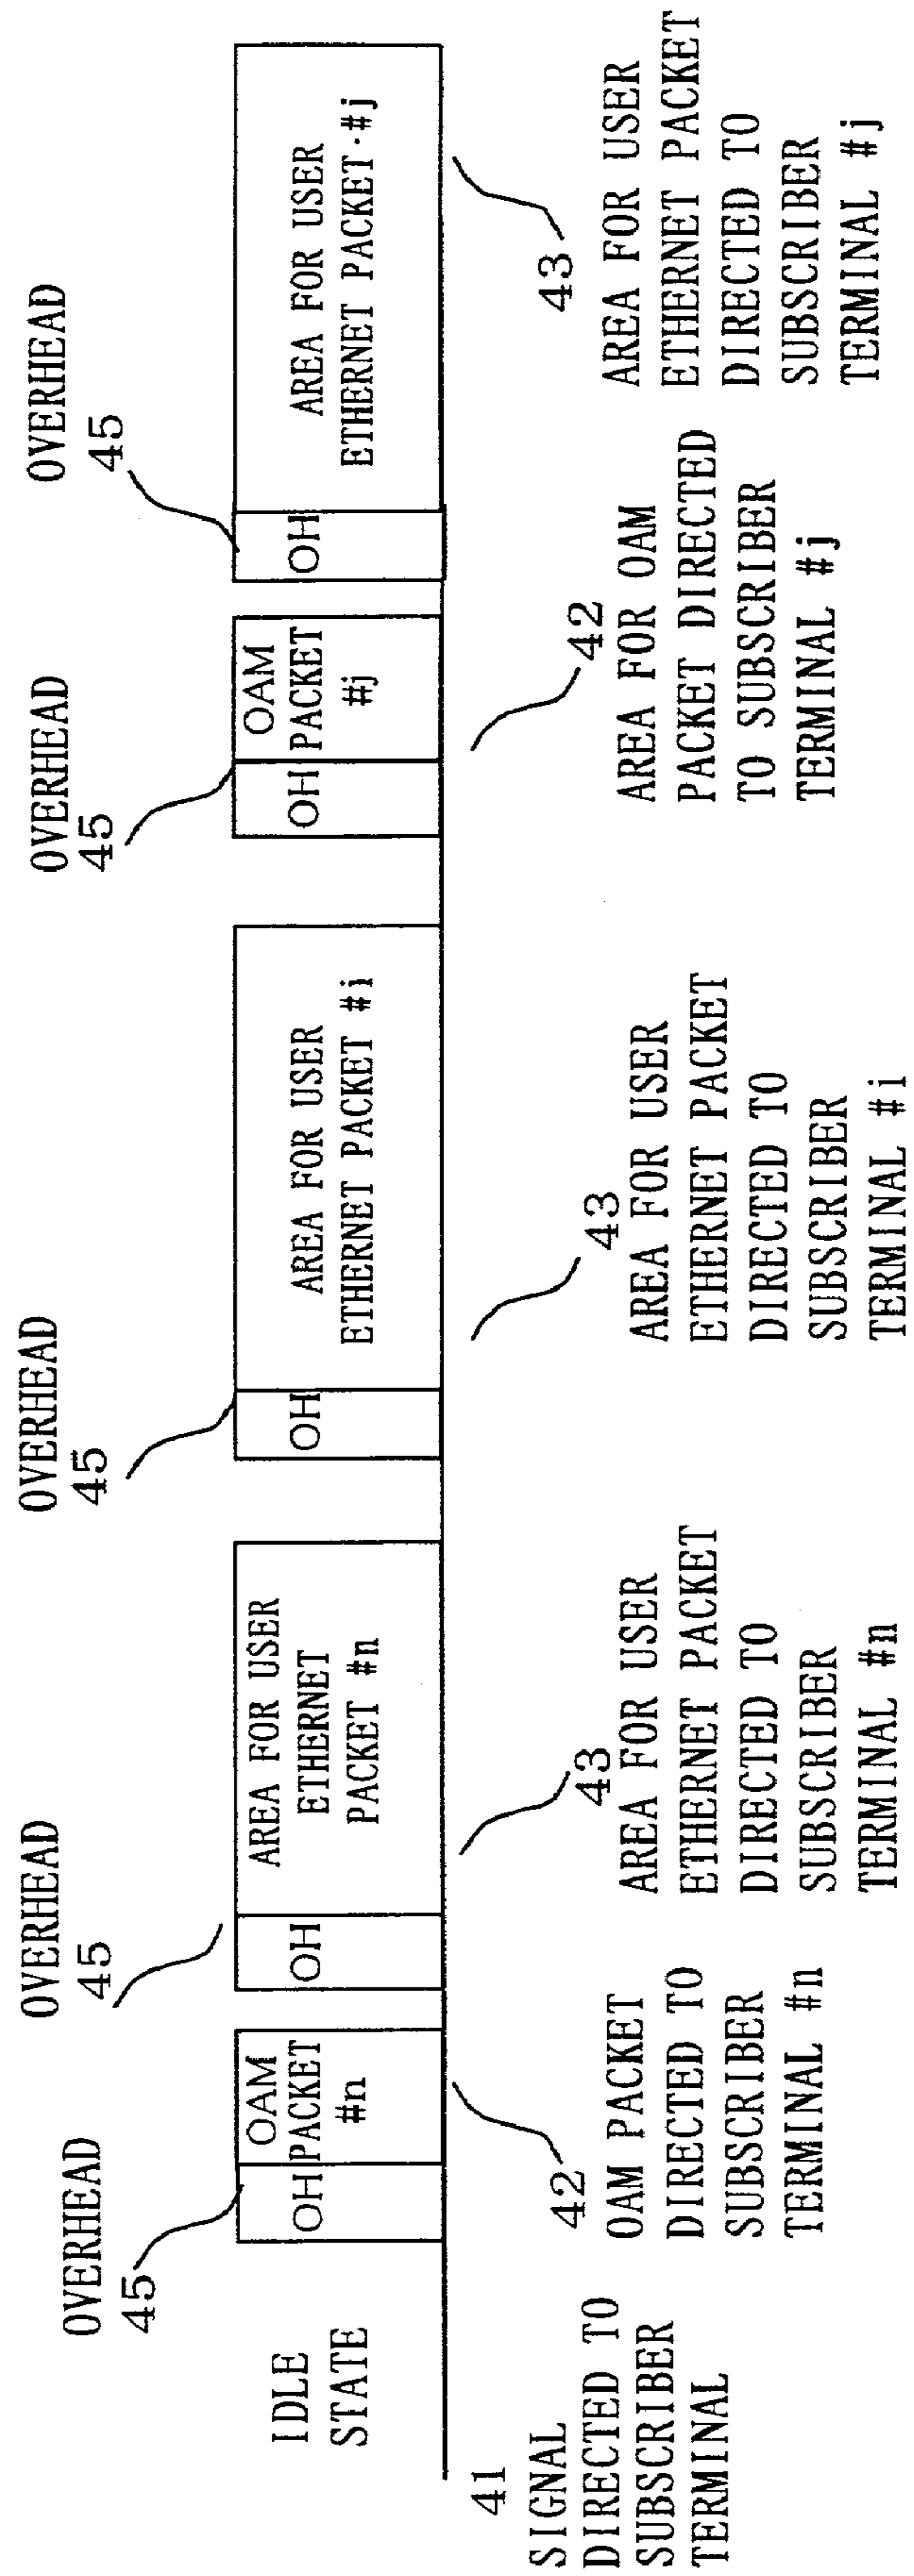 OVERHEAD
45
OVERHEAD
45
OVERHEAD
45
OVERHEAD
45
OVERHEAD
45
IDLE
STATE
OH
OAM
PACKET
#n
OH
AREA FOR USER
ETHERNET
PACKET #n
OH
AREA FOR USER
ETHERNET PACKET #i
OH
OAM
PACKET
#j
OH
AREA FOR USER
ETHERNET PACKET·#j
41
SIGNAL
DIRECTED TO
SUBSCRIBER
TERMINAL
42
OAM PACKET
DIRECTED TO
SUBSCRIBER
TERMINAL #n
43
AREA FOR USER
ETHERNET PACKET
DIRECTED TO
SUBSCRIBER
TERMINAL #n
43
AREA FOR USER
ETHERNET PACKET
DIRECTED TO
SUBSCRIBER
TERMINAL #i
42
AREA FOR OAM
PACKET DIRECTED
TO SUBSCRIBER
TERMINAL #j
43
AREA FOR USER
ETHERNET PACKET
DIRECTED TO
SUBSCRIBER
TERMINAL #j